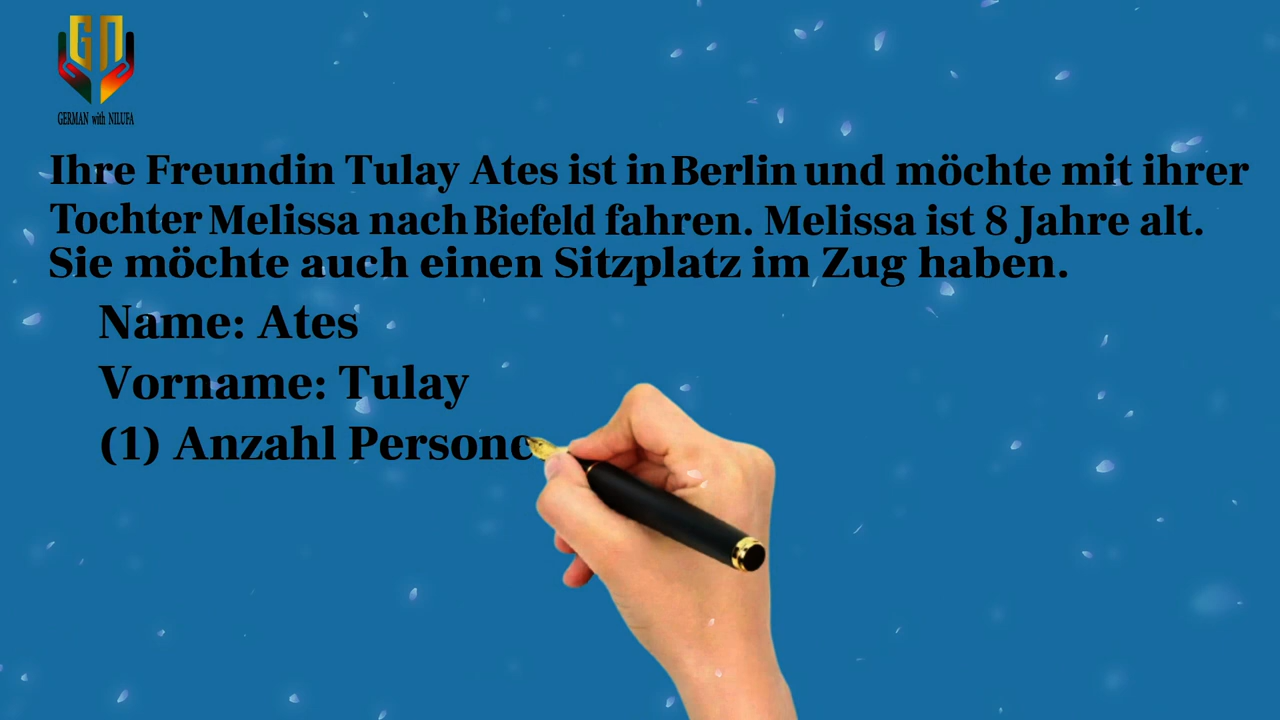 GN
GERMAN with NILUFA
Ihre Freundin Tulay Ates ist in Berlin und möchte mit ihrer
Tochter Melissa nach Biefeld fahren. Melissa ist 8 Jahre alt.
Sie möchte auch einen Sitzplatz im Zug haben.
Name: Ates
Vorname: Tulay
(1) Anzahl Personc